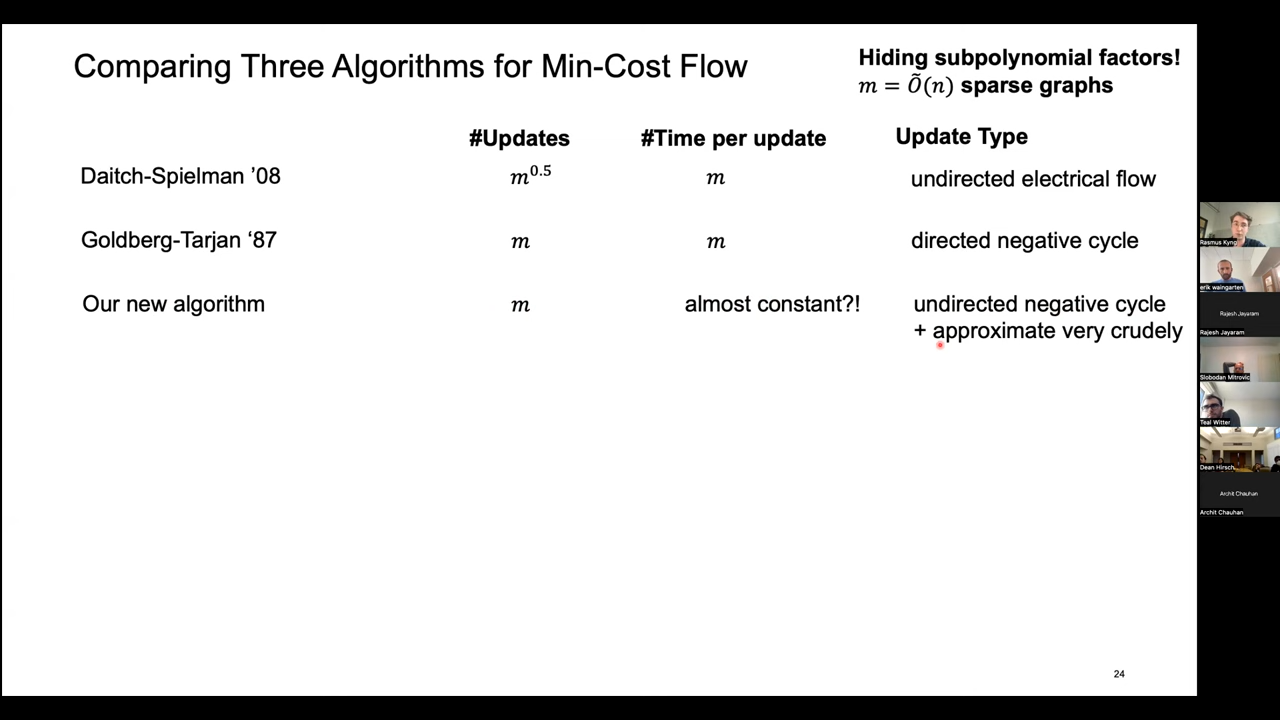 Comparing Three Algorithms for Min-Cost Flow
Hiding subpolynomial factors!
m = Õ(n) sparse graphs
#Updates #Time per update Update Type
Daitch-Spielman ’08 m^0.5 m undirected electrical flow
Goldberg-Tarjan ‘87 m m directed negative cycle
Our new algorithm m almost constant?! undirected negative cycle
+ approximate very crudely
24
Rasmus Kyng
erik waingarten
Rajesh Jayaram
Rajesh Jayaram
Slobodan Mitrovic
Teal Witter
Dean Hirsch
Archit Chauhan
Archit Chauhan